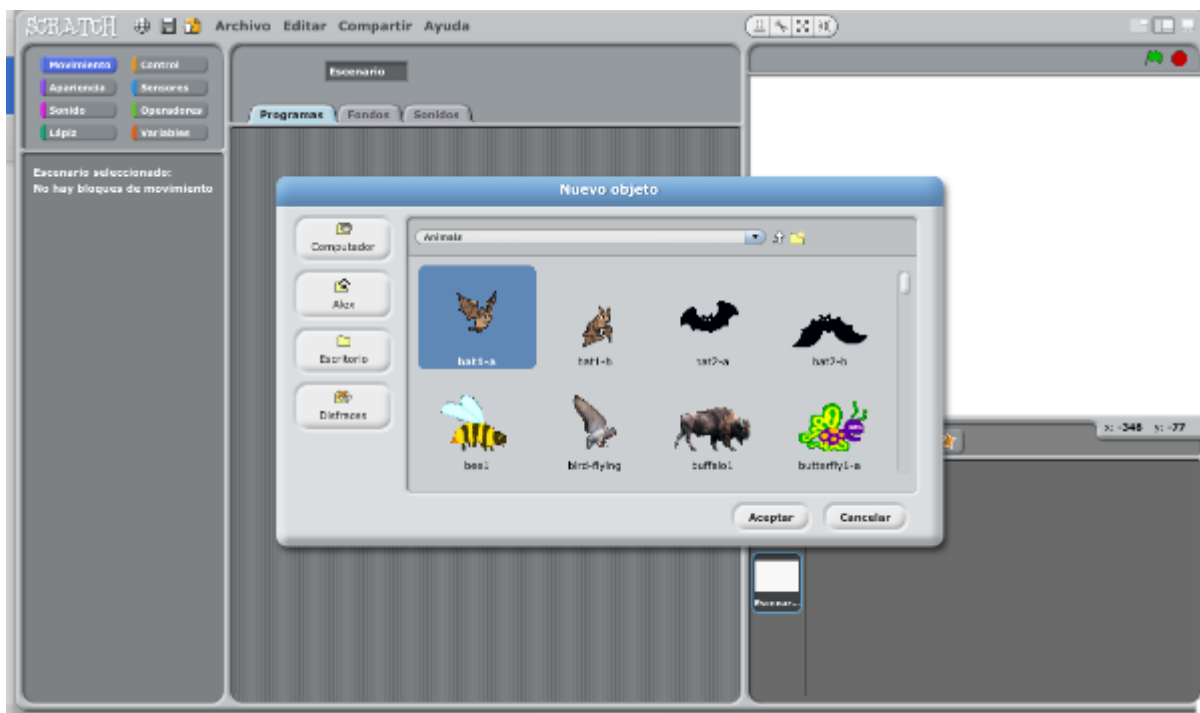 SCRATCH Archivo Editar Compartir Ayuda
Movimiento Control
Apariencia Sensores
Sonido Operadores
Lápiz Variables
Escenario
Programas Fondos Sonidos
Escenario seleccionado:
No hay bloques de movimiento
Nuevo objeto
Computador
Alex
Escritorio
Disfraces
Animals
bat1-a bat1-b bat2-a bat2-b
bee1 bird-flying buffalo1 butterfly1-a
Aceptar Cancelar
x: -348 y: -77
Escenar...